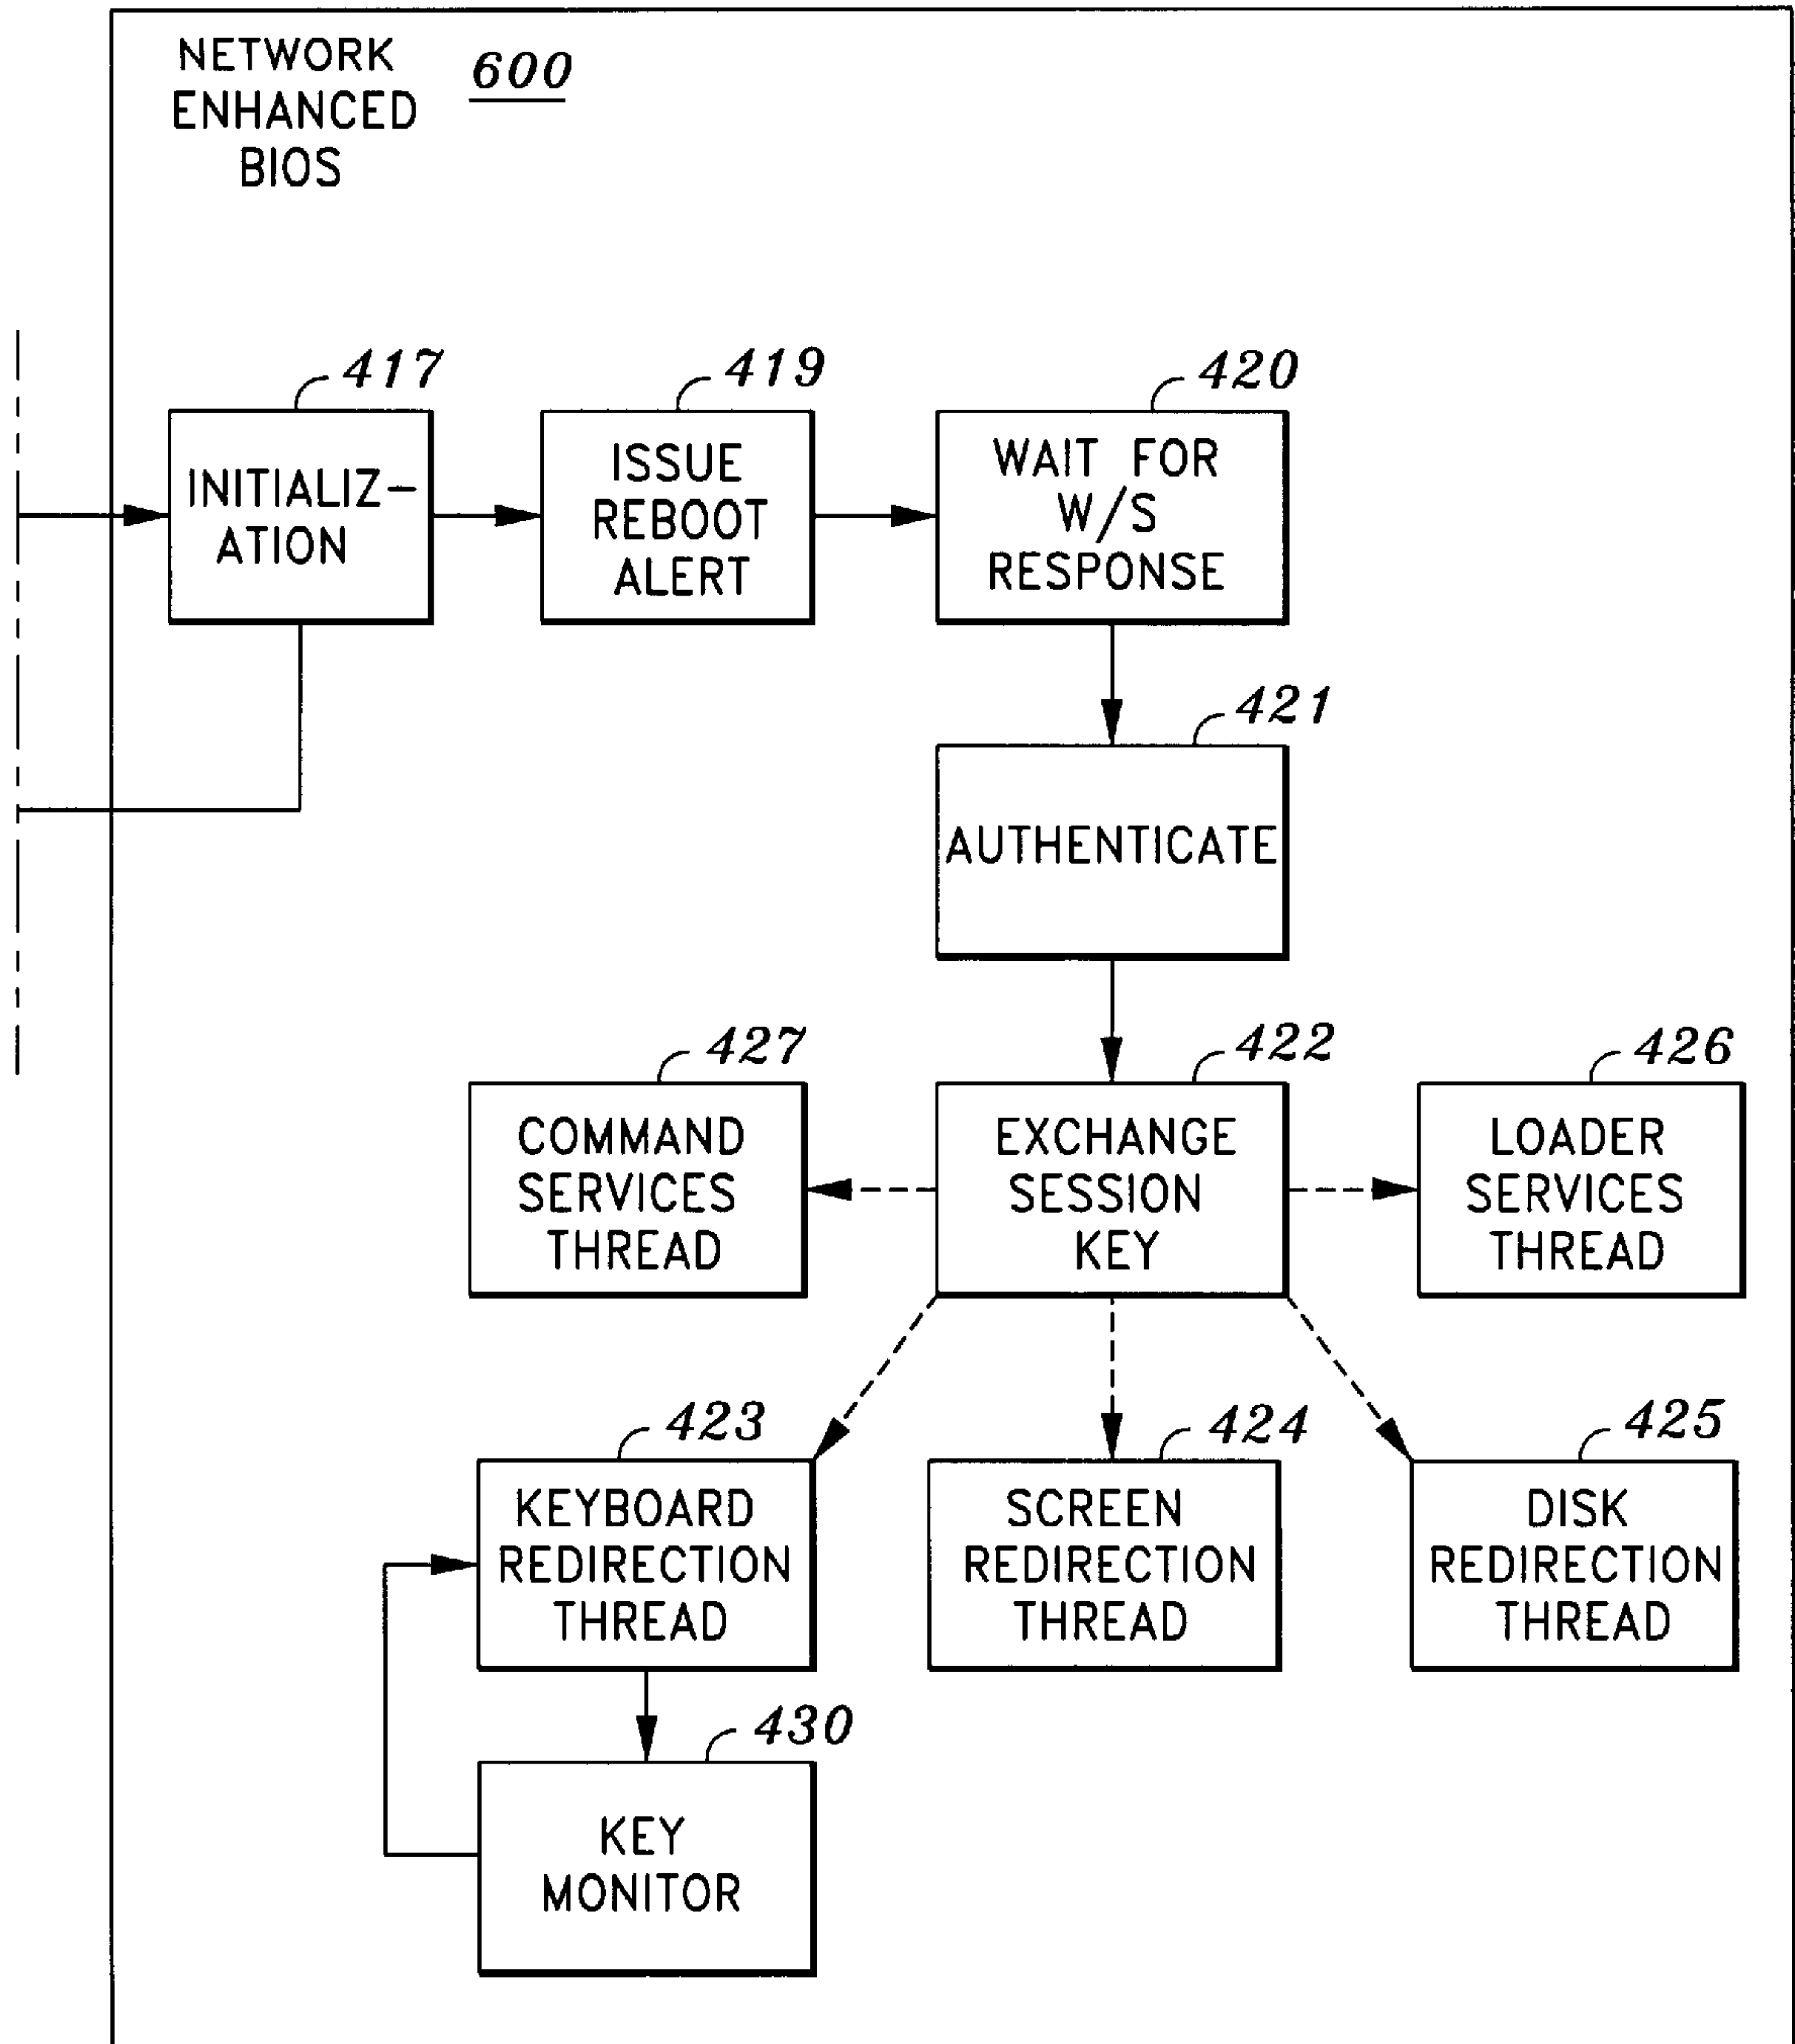 NETWORK
ENHANCED
BIOS
600
417
INITIALIZ-
ATION
419
ISSUE
REBOOT
ALERT
420
WAIT FOR
W/S
RESPONSE
421
AUTHENTICATE
427
COMMAND
SERVICES
THREAD
422
EXCHANGE
SESSION
KEY
426
LOADER
SERVICES
THREAD
423
KEYBOARD
REDIRECTION
THREAD
424
SCREEN
REDIRECTION
THREAD
425
DISK
REDIRECTION
THREAD
430
KEY
MONITOR